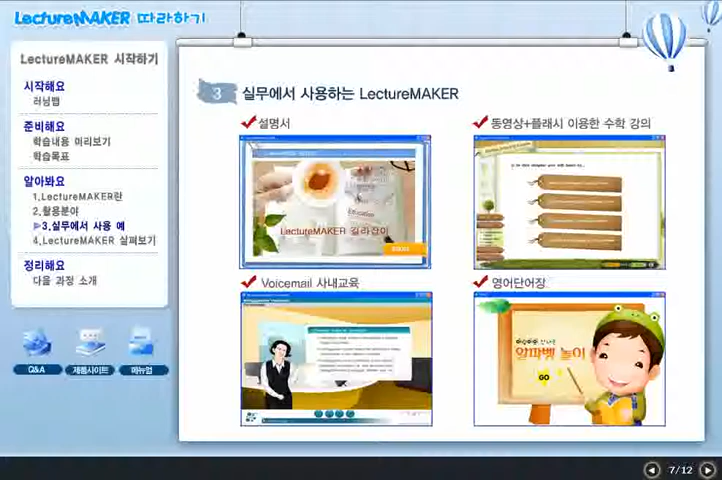 LectureMAKER 따라하기
LectureMAKER 시작하기
시작해요
러닝맵
준비해요
학습내용 미리보기
학습목표
알아봐요
1.LectureMAKER란
2.활용분야
▷3.실무에서 사용 예
4.LectureMAKER 살펴보기
정리해요
다음 과정 소개
Q&A
제품사이트
메뉴얼
3 실무에서 사용하는 LectureMAKER
설명서
동영상+플래시 이용한 수학 강의
LectureMAKER 길라잡이
Voicemail 사내교육
영어단어장
알파벳 놀이
GO
7/12